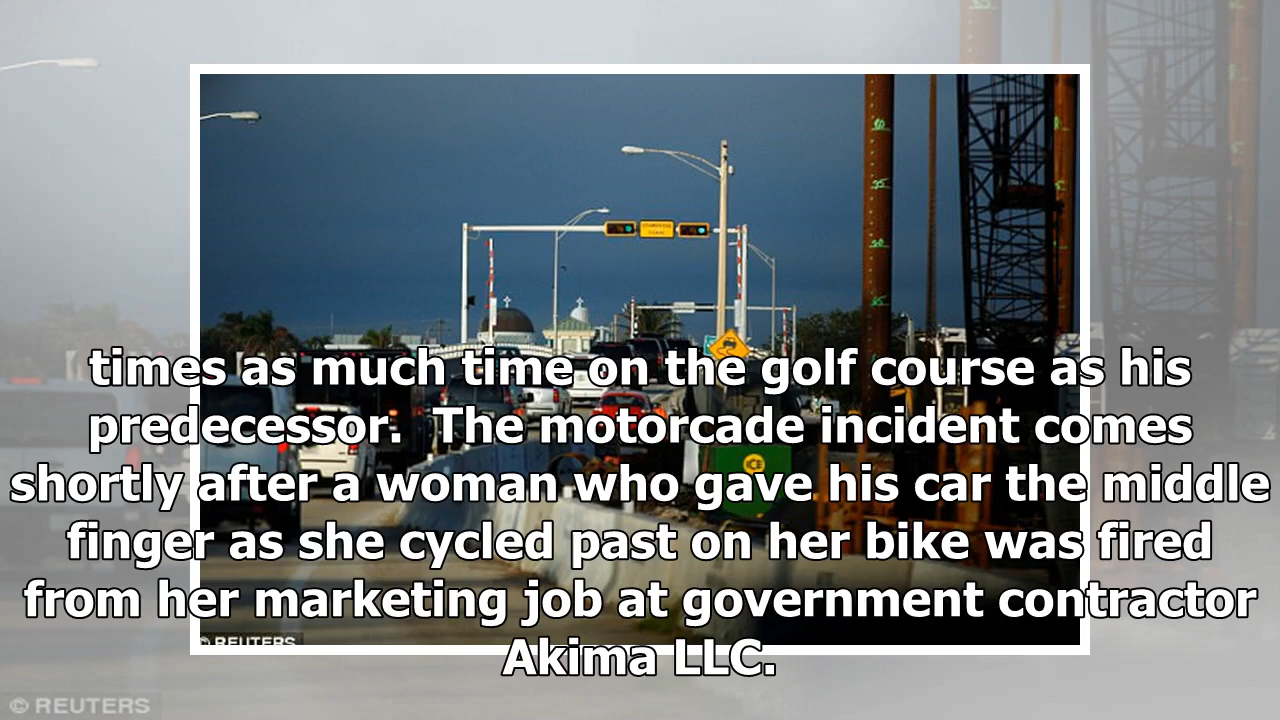 times as much time on the golf course as his
predecessor.  The motorcade incident comes
shortly after a woman who gave his car the middle
finger as she cycled past on her bike was fired
from her marketing job at government contractor
Akima LLC.
ICE
© REUTERS
© REUTERS